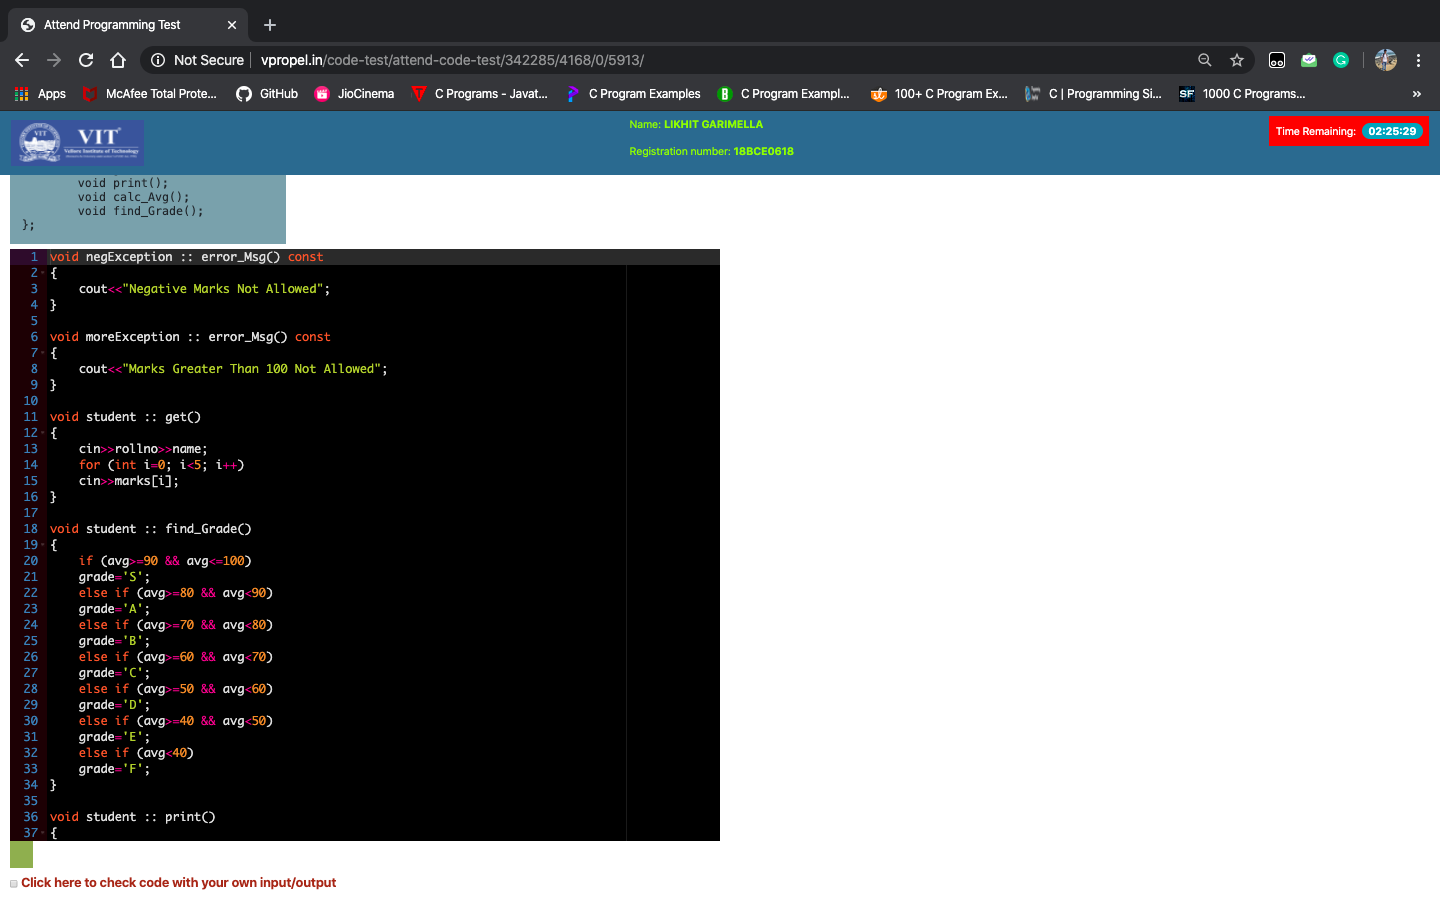 Attend Programming Test
Not Secure | vpropel.in/code-test/attend-code-test/342285/4168/0/5913/
Apps McAfee Total Prote... GitHub JioCinema C Programs - Javat... C Program Examples C Program Exampl... 100+ C Program Ex... C | Programming Si... 1000 C Programs... »
VIT
Vellore Institute of Technology
Name: LIKHIT GARIMELLA
Registration number: 18BCE0618
Time Remaining: 02:25:29
void print();
void calc_Avg();
void find_Grade();
};
1 void negException :: error_Msg() const
2 {
3 cout<<"Negative Marks Not Allowed";
4 }
5
6 void moreException :: error_Msg() const
7 {
8 cout<<"Marks Greater Than 100 Not Allowed";
9 }
10
11 void student :: get()
12 {
13 cin>>rollno>>name;
14 for (int i=0; i<5; i++)
15 cin>>marks[i];
16 }
17
18 void student :: find_Grade()
19 {
20 if (avg>=90 && avg<=100)
21 grade='S';
22 else if (avg>=80 && avg<90)
23 grade='A';
24 else if (avg>=70 && avg<80)
25 grade='B';
26 else if (avg>=60 && avg<70)
27 grade='C';
28 else if (avg>=50 && avg<60)
29 grade='D';
30 else if (avg>=40 && avg<50)
31 grade='E';
32 else if (avg<40)
33 grade='F';
34 }
35
36 void student :: print()
37 {
Click here to check code with your own input/output